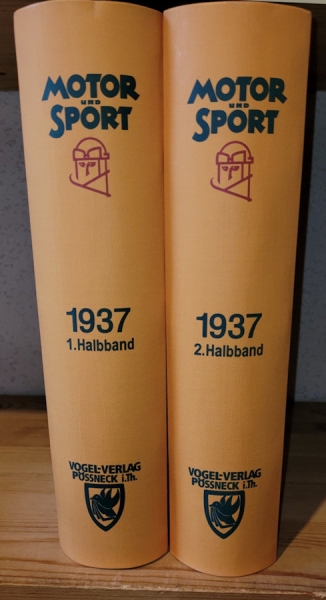 MOTOR
UND
SPORT
1937
1.Halbband
VOGEL-VERLAG
PÖSSNECK i.Th.
MOTOR
UND
SPORT
1937
2.Halbband
VOGEL-VERLAG
PÖSSNECK i.Th.